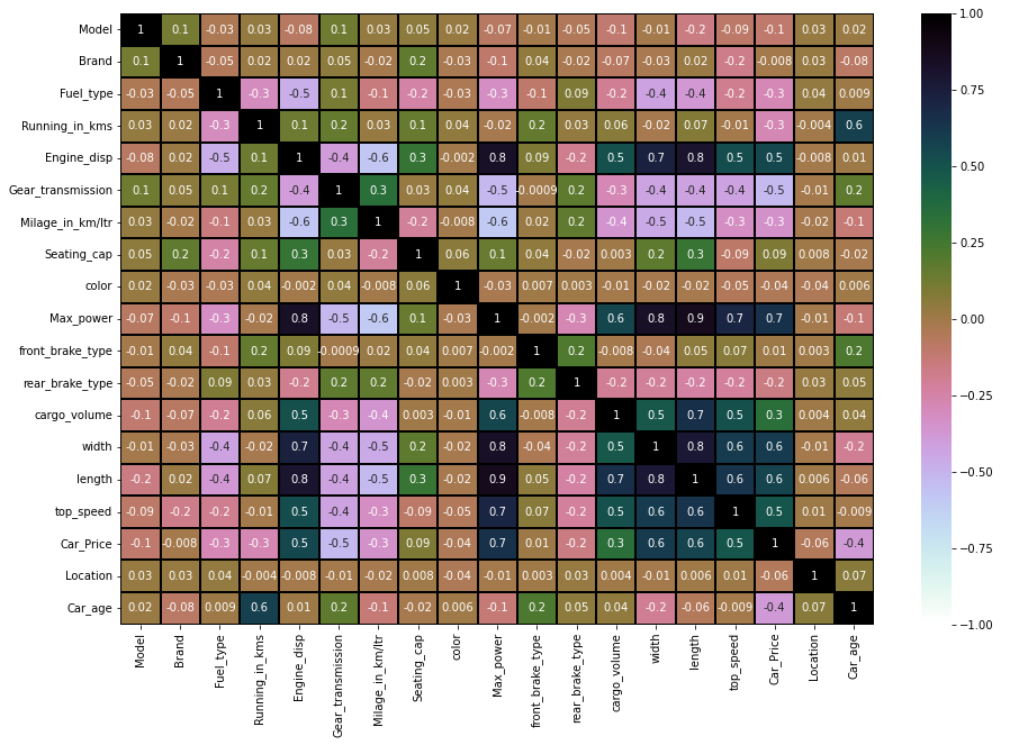 Model 1 0.1 -0.03 0.03 -0.08 0.1 0.03 0.05 0.02 -0.07 -0.01 -0.05 -0.1 -0.01 -0.2 -0.09 -0.1 0.03 0.02
Brand 0.1 1 -0.05 0.02 0.02 0.05 -0.02 0.2 -0.03 -0.1 0.04 -0.02 -0.07 -0.03 0.02 -0.2 -0.008 0.03 -0.08
Fuel_type -0.03 -0.05 1 -0.3 -0.5 0.1 -0.1 -0.2 -0.03 -0.3 -0.1 0.09 -0.2 -0.4 -0.4 -0.2 -0.3 0.04 0.009
Running_in_kms 0.03 0.02 -0.3 1 0.1 0.2 0.03 0.1 0.04 -0.02 0.2 0.03 0.06 -0.02 0.07 -0.01 -0.3 -0.004 0.6
Engine_disp -0.08 0.02 -0.5 0.1 1 -0.4 -0.6 0.3 -0.002 0.8 0.09 -0.2 0.5 0.7 0.8 0.5 0.5 -0.008 0.01
Gear_transmission 0.1 0.05 0.1 0.2 -0.4 1 0.3 0.03 0.04 -0.5 -0.0009 0.2 -0.3 -0.4 -0.4 -0.4 -0.5 -0.01 0.2
Milage_in_km/ltr 0.03 -0.02 -0.1 0.03 -0.6 0.3 1 -0.2 -0.008 -0.6 0.02 0.2 -0.4 -0.5 -0.5 -0.3 -0.3 -0.02 -0.1
Seating_cap 0.05 0.2 -0.2 0.1 0.3 0.03 -0.2 1 0.06 0.1 0.04 -0.02 0.003 0.2 0.3 -0.09 0.09 0.008 -0.02
color 0.02 -0.03 -0.03 0.04 -0.002 0.04 -0.008 0.06 1 -0.03 0.007 0.003 -0.01 -0.02 -0.02 -0.05 -0.04 -0.04 0.006
Max_power -0.07 -0.1 -0.3 -0.02 0.8 -0.5 -0.6 0.1 -0.03 1 -0.002 -0.3 0.6 0.8 0.9 0.7 0.7 -0.01 -0.1
front_brake_type -0.01 0.04 -0.1 0.2 0.09 -0.0009 0.02 0.04 0.007 -0.002 1 0.2 -0.008 -0.04 0.05 0.07 0.01 0.003 0.2
rear_brake_type -0.05 -0.02 0.09 0.03 -0.2 0.2 0.2 -0.02 0.003 -0.3 0.2 1 -0.2 -0.2 -0.2 -0.2 -0.2 0.03 0.05
cargo_volume -0.1 -0.07 -0.2 0.06 0.5 -0.3 -0.4 0.003 -0.01 0.6 -0.008 -0.2 1 0.5 0.7 0.5 0.3 0.004 0.04
width -0.01 -0.03 -0.4 -0.02 0.7 -0.4 -0.5 0.2 -0.02 0.8 -0.04 -0.2 0.5 1 0.8 0.6 0.6 -0.01 -0.2
length -0.2 0.02 -0.4 0.07 0.8 -0.4 -0.5 0.3 -0.02 0.9 0.05 -0.2 0.7 0.8 1 0.6 0.6 0.006 -0.06
top_speed -0.09 -0.2 -0.2 -0.01 0.5 -0.4 -0.3 -0.09 -0.05 0.7 0.07 -0.2 0.5 0.6 0.6 1 0.5 0.01 -0.009
Car_Price -0.1 -0.008 -0.3 -0.3 0.5 -0.5 -0.3 0.09 -0.04 0.7 0.01 -0.2 0.3 0.6 0.6 0.5 1 -0.06 -0.4
Location 0.03 0.03 0.04 -0.004 -0.008 -0.01 -0.02 0.008 -0.04 -0.01 0.003 0.03 0.004 -0.01 0.006 0.01 -0.06 1 0.07
Car_age 0.02 -0.08 0.009 0.6 0.01 0.2 -0.1 -0.02 0.006 -0.1 0.2 0.05 0.04 -0.2 -0.06 -0.009 -0.4 0.07 1
Model Brand Fuel_type Running_in_kms Engine_disp Gear_transmission Milage_in_km/ltr Seating_cap color Max_power front_brake_type rear_brake_type cargo_volume width length top_speed Car_Price Location Car_age
1.00
0.75
0.50
0.25
0.00
−0.25
−0.50
−0.75
−1.00